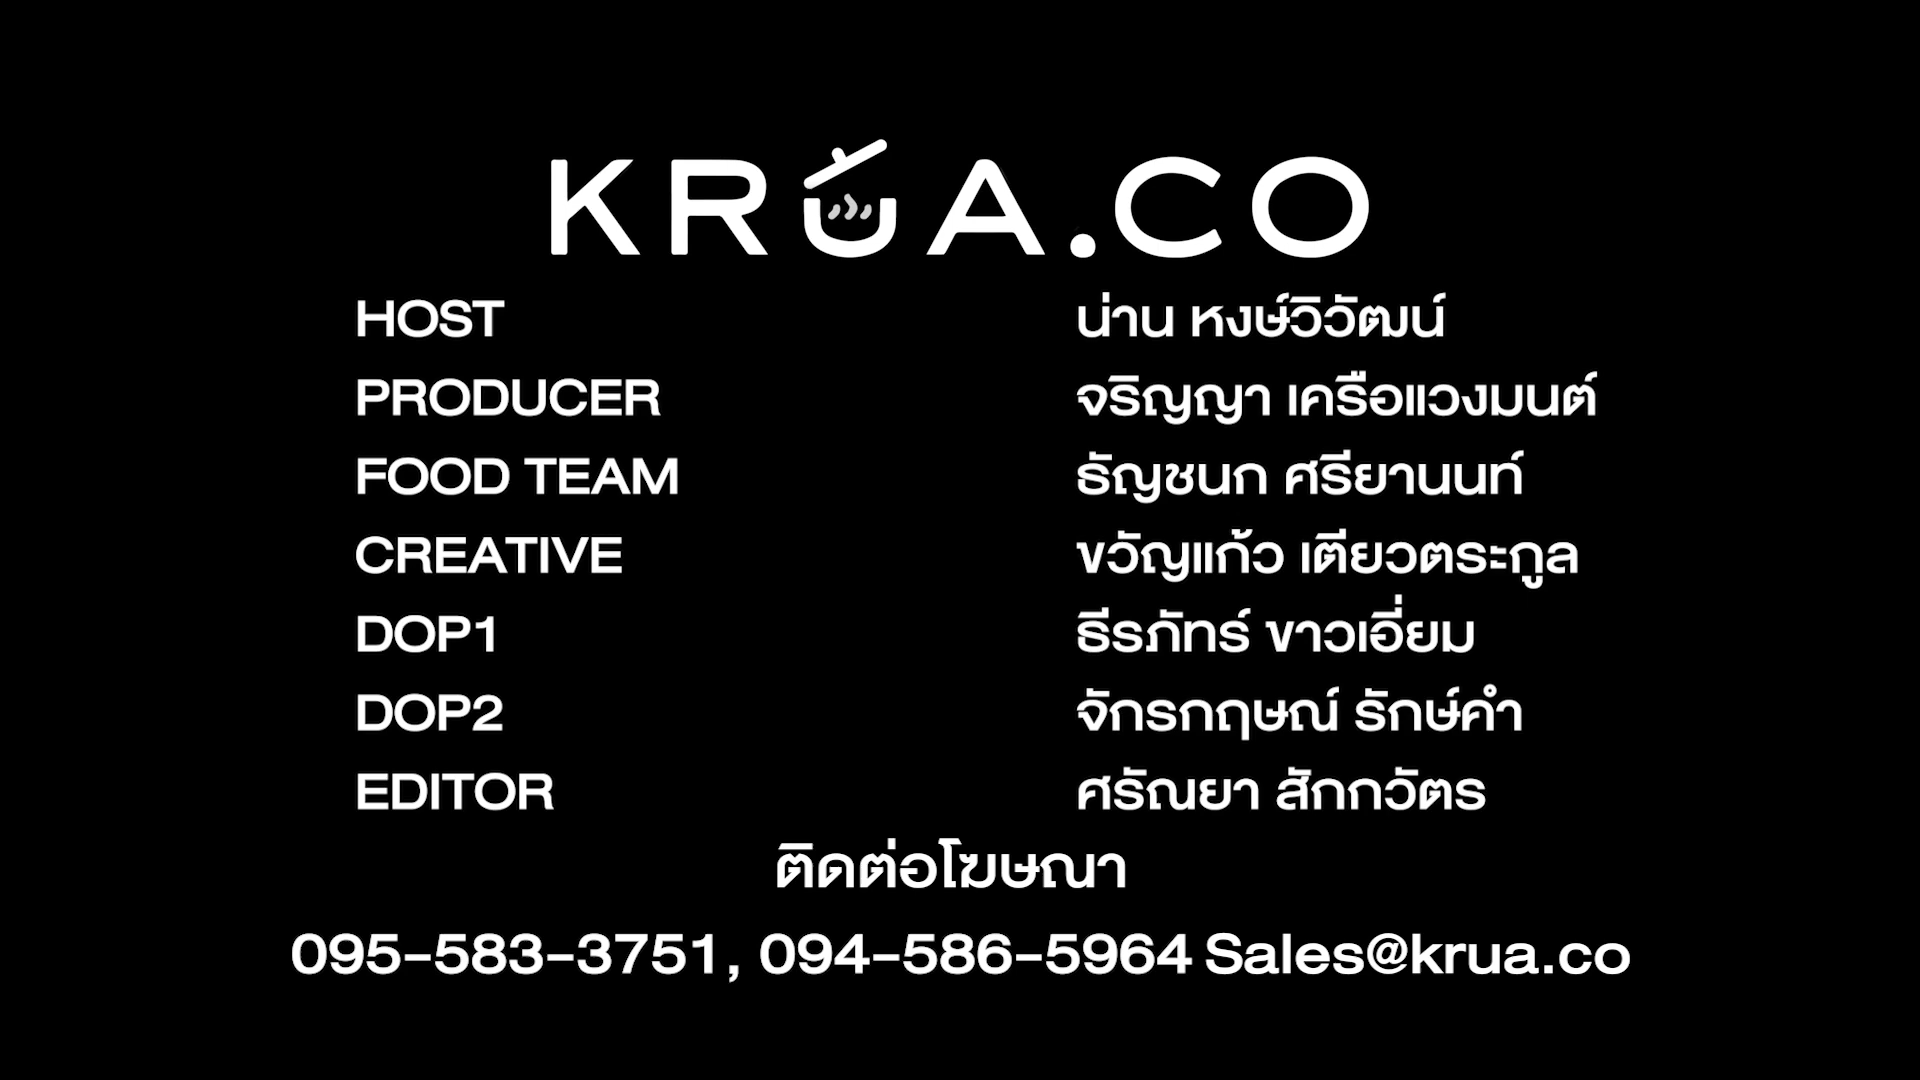 KRUA.CO
HOST น่าน หงษ์วิวัฒน์
PRODUCER จริญญา เครือแวงมนต์
FOOD TEAM ธัญชนก ศรียานนท์
CREATIVE ขวัญแก้ว เตียวตระกูล
DOP1 ธีรภัทร์ ขาวเอี่ยม
DOP2 จักรกฤษณ์ รักษ์คำ
EDITOR ศรัณยา สักกวัตร
ติดต่อโฆษณา
095-583-3751, 094-586-5964 Sales@krua.co